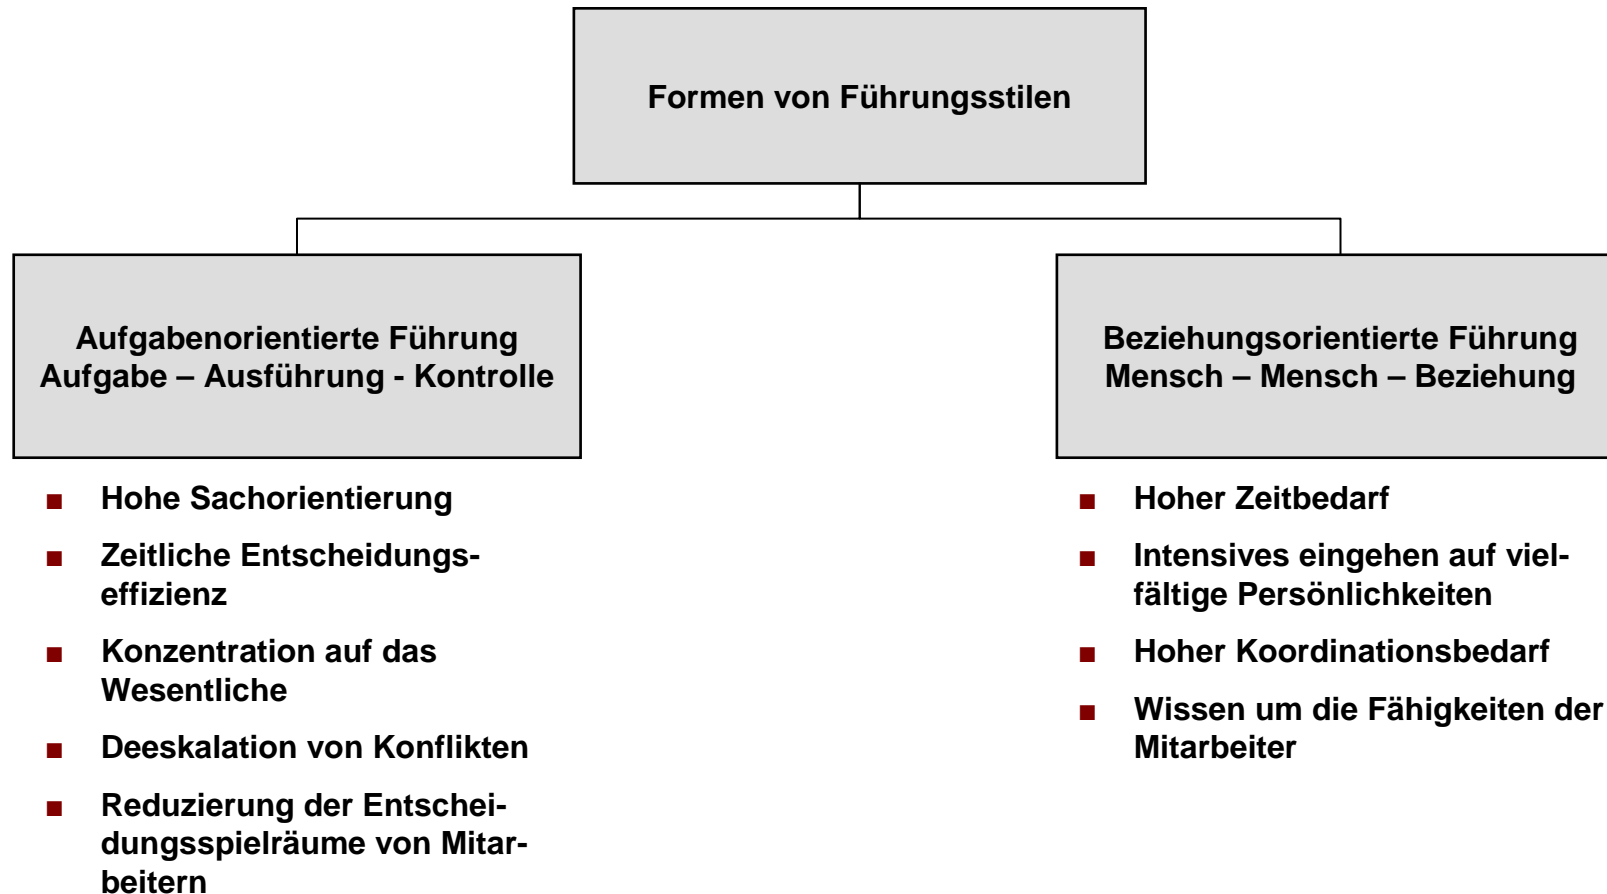 Formen von Führungsstilen
Aufgabenorientierte Führung
Aufgabe – Ausführung - Kontrolle
Hohe Sachorientierung
Zeitliche Entscheidungs-
effizienz
Konzentration auf das
Wesentliche
Deeskalation von Konflikten
Reduzierung der Entschei-
dungsspielräume von Mitar-
beitern
Beziehungsorientierte Führung
Mensch – Mensch – Beziehung
Hoher Zeitbedarf
Intensives eingehen auf viel-
fältige Persönlichkeiten
Hoher Koordinationsbedarf
Wissen um die Fähigkeiten der
Mitarbeiter